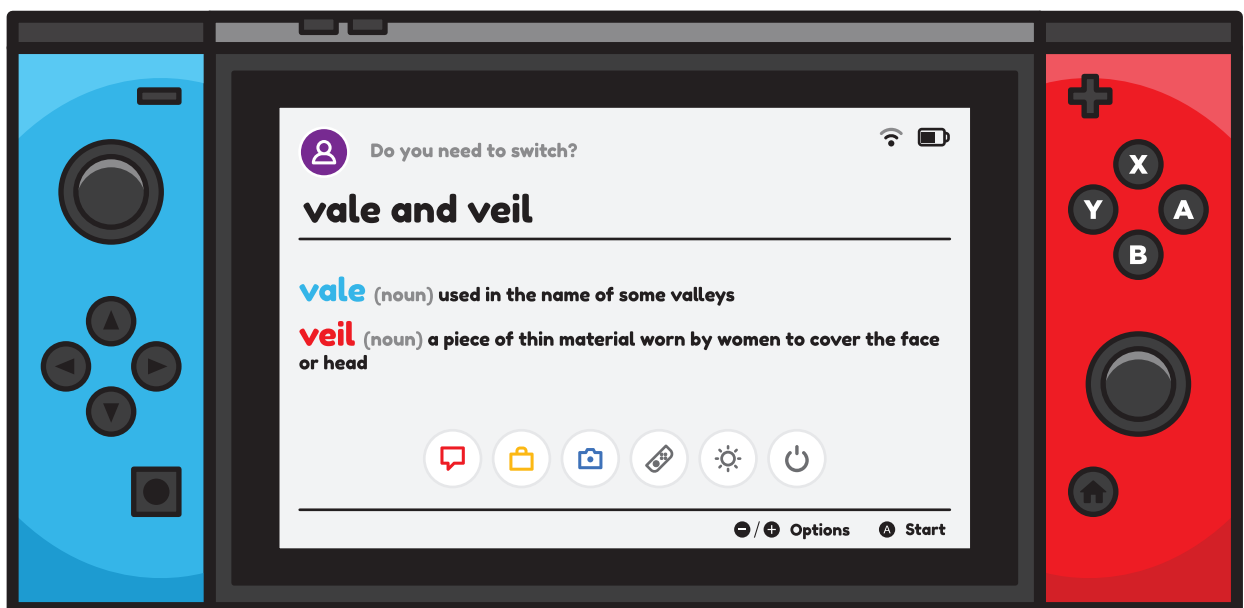 Do you need to switch?
vale and veil
vale (noun) used in the name of some valleys
veil (noun) a piece of thin material worn by women to cover the face
or head
X
Y A
B
-/+ Options A Start